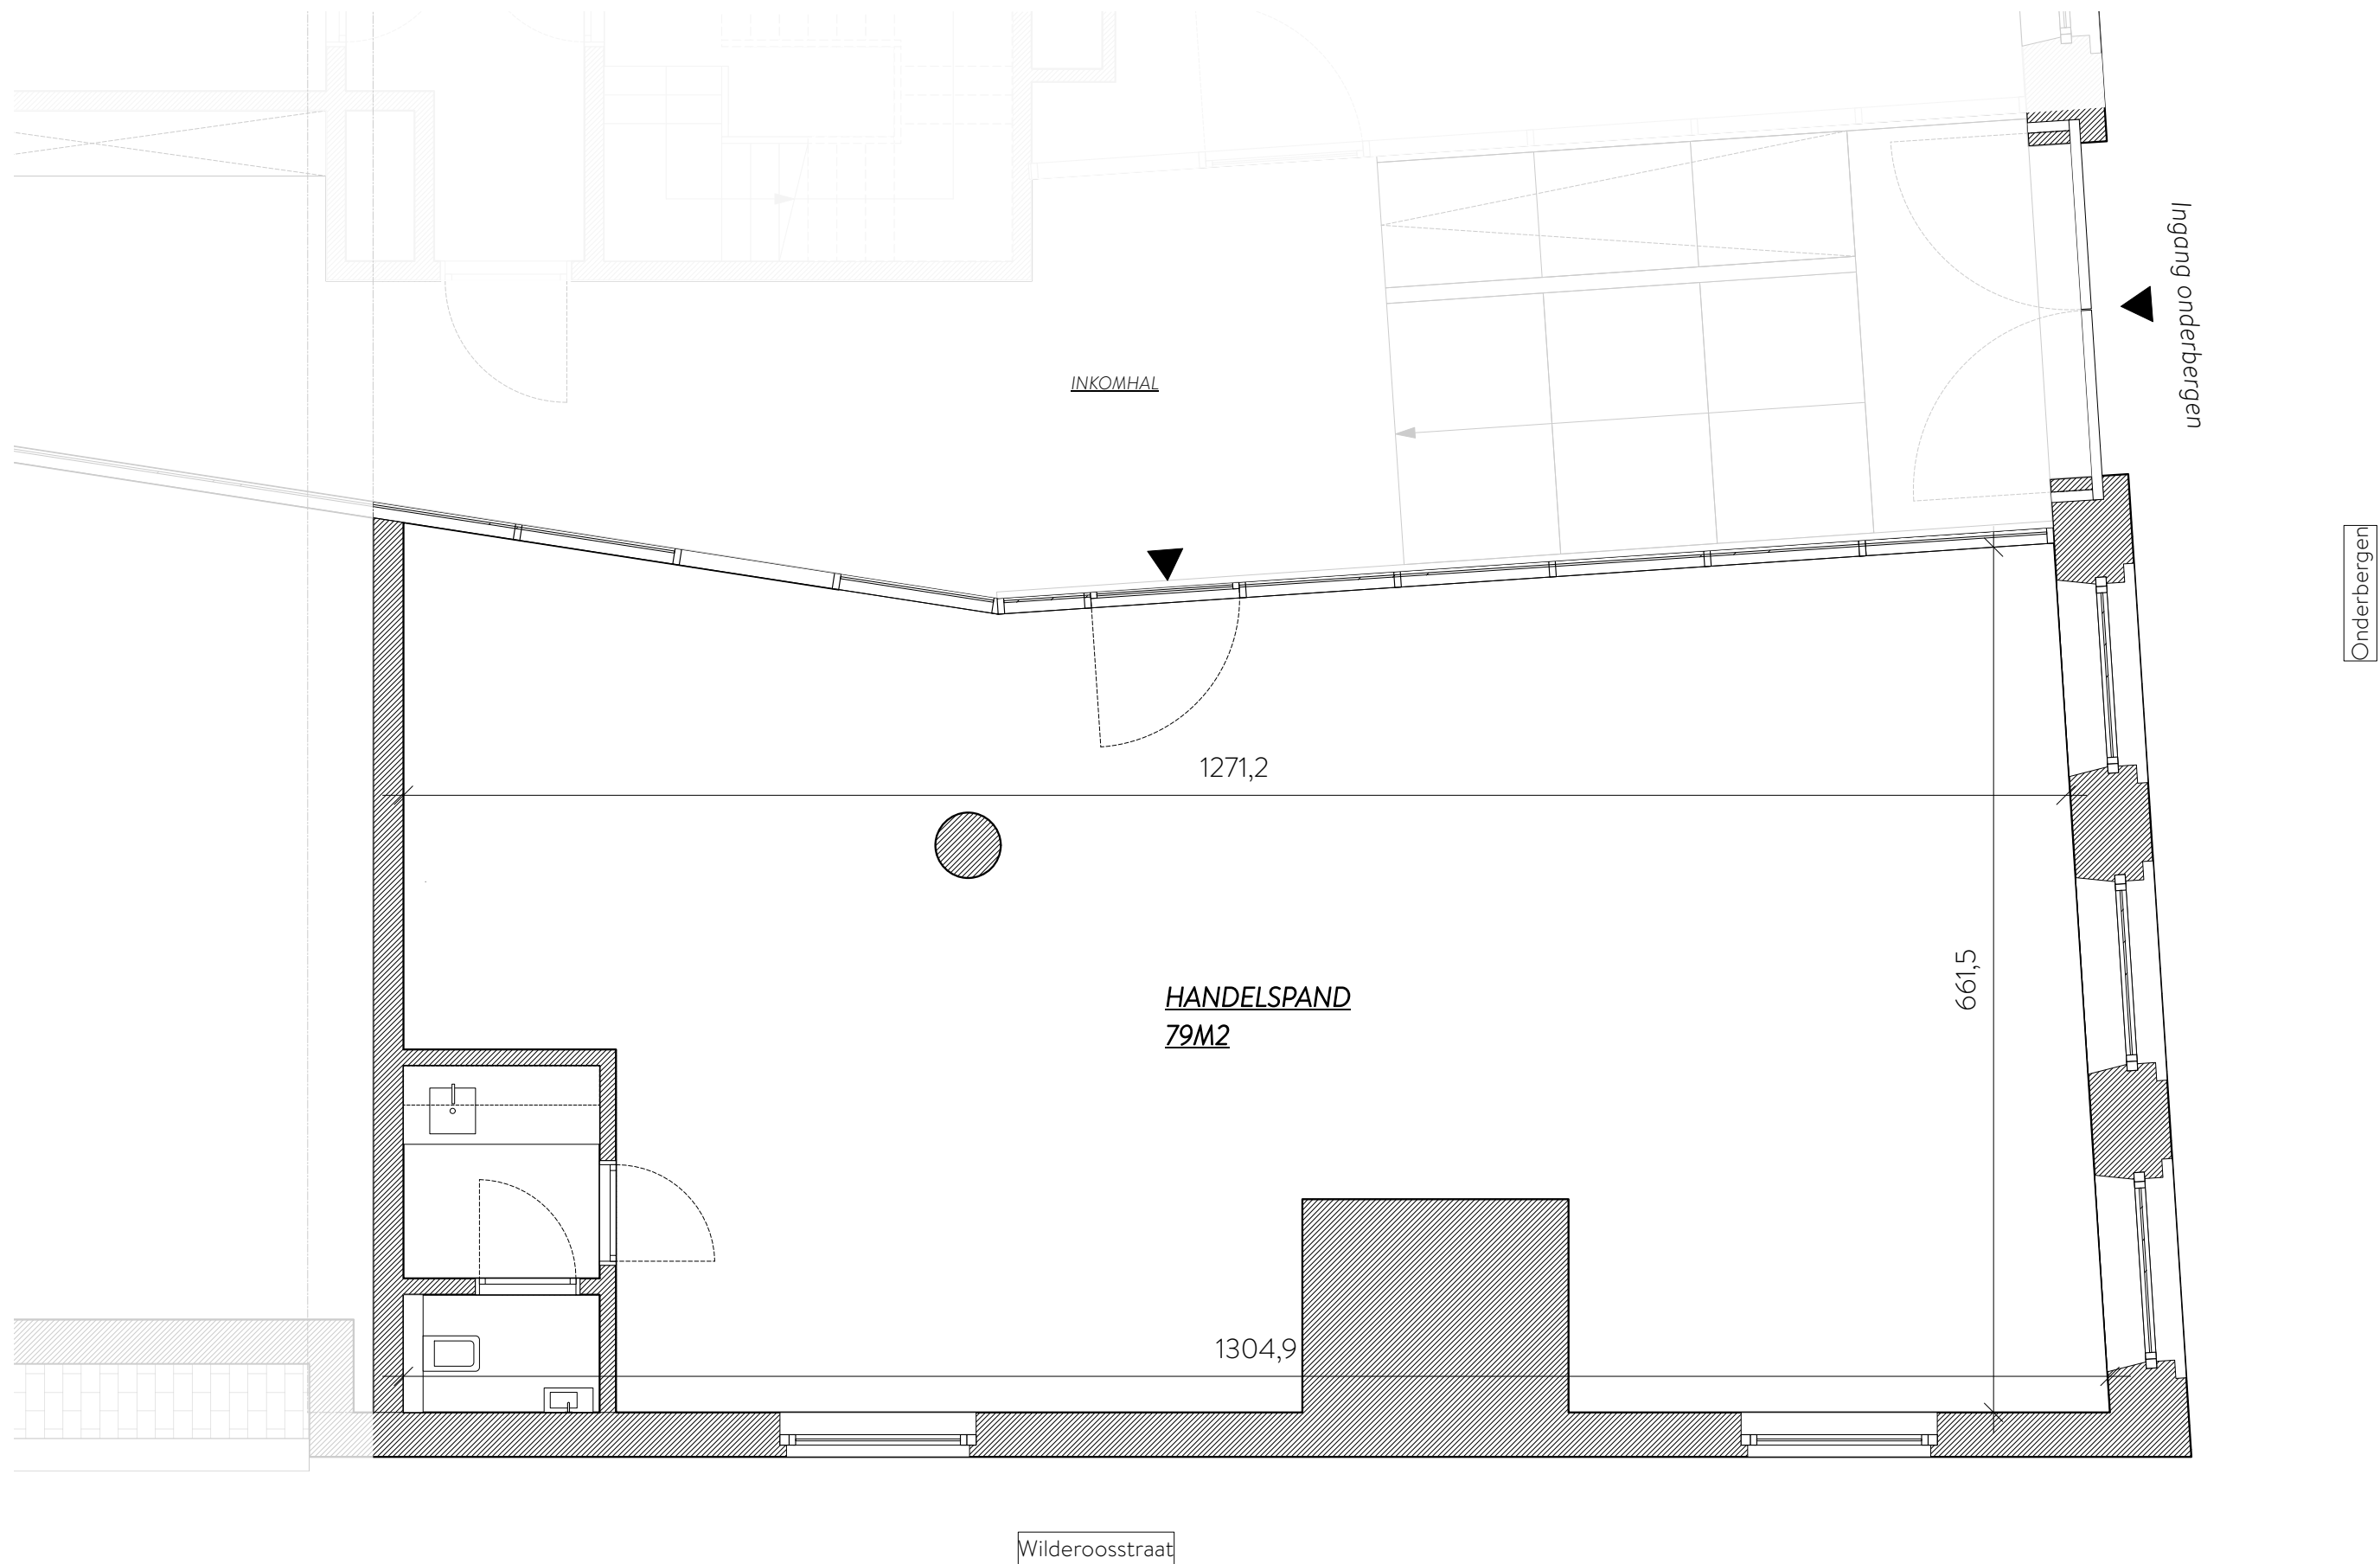 Ingang onderbergen
INKOMHAL
Onderbergen
1271,2
661,5
HANDELSPAND
79M2
1304,9
Wilderoosstraat